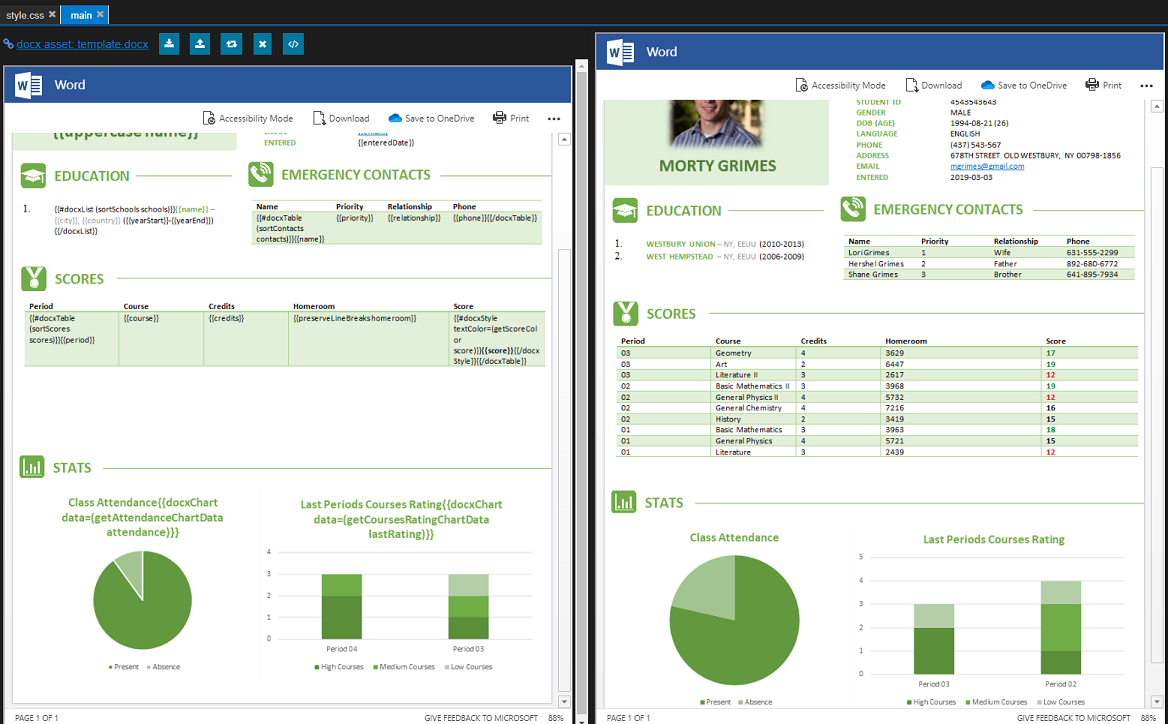 style.css ×
main ×
docx asset: template.docx
Word
Accessibility Mode
Download
Save to OneDrive
Print
{{uppercase name}}
ENTERED
{{enteredDate}}
EDUCATION
1. {{#docxList (sortSchools schools)}}{{name}} –
{{city}}, {{country}} ({{yearStart}}-{{yearEnd}})
{{/docxList}}
EMERGENCY CONTACTS
Name Priority Relationship Phone
{{#docxTable {{priority}} {{relationship}} {{phone}}{{/docxTable}}
(sortContacts
contacts)}}{{name}}
SCORES
Period Course Credits Homeroom Score
{{#docxTable {{course}} {{credits}} {{preserveLineBreaks homeroom}} {{#docxStyle
(sortScores textColor=(getScoreCol
scores)}}{{period}} or
score)}}{{score}}{{/docx
Style}}{{/docxTable}}
STATS
Class Attendance{{docxChart
data=(getAttendanceChartData
attendance)}}
Present Absence
Last Periods Courses Rating{{docxChart
data=(getCoursesRatingChartData
lastRating)}}
4
3
2
1
0
Period 04 Period 03
High Courses Medium Courses Low Courses
PAGE 1 OF 1 GIVE FEEDBACK TO MICROSOFT 88%
Word
Accessibility Mode
Download
Save to OneDrive
Print
STUDENT ID 4543543643
GENDER MALE
DOB (AGE) 1994-08-21 (26)
LANGUAGE ENGLISH
PHONE (437) 543-567
ADDRESS 678TH STREET OLD WESTBURY, NY 00798-1856
EMAIL mgrimes@gmail.com
ENTERED 2019-03-03
MORTY GRIMES
EDUCATION
1. WESTBURY UNION – NY, EEUU (2010-2013)
2. WEST HEMPSTEAD – NY, EEUU (2006-2009)
EMERGENCY CONTACTS
Name Priority Relationship Phone
Lori Grimes 1 Wife 631-555-2299
Hershel Grimes 2 Father 892-680-6772
Shane Grimes 3 Brother 641-895-7934
SCORES
Period Course Credits Homeroom Score
03 Geometry 4 3629 17
03 Art 2 6447 19
03 Literature II 3 2617 12
02 Basic Mathematics II 3 3968 19
02 General Physics II 4 5732 12
02 General Chemistry 4 7216 16
02 History 2 3419 15
01 Basic Mathematics 3 3963 18
01 General Physics 4 5721 15
01 Literature 3 2439 12
STATS
Class Attendance
Present Absence
Last Periods Courses Rating
5
4
3
2
1
0
Period 03 Period 02
High Courses Medium Courses Low Courses
PAGE 1 OF 1 GIVE FEEDBACK TO MICROSOFT 88%